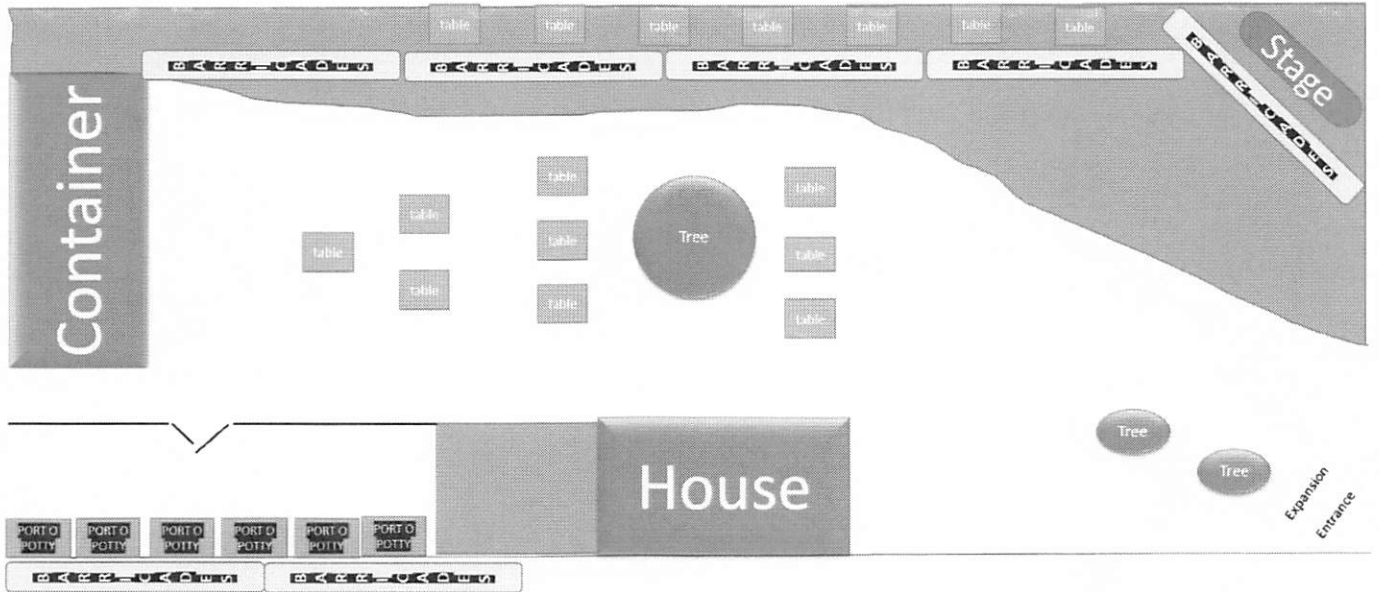 table table table table table table table
BARRICADES BARRICADES BARRICADES BARRICADES
BARRICADES
Stage
Container
table
table
table
table
table
table
Tree
table
table
table
House
Tree
Tree
Expansion
Entrance
PORT O
POTTY
PORT O
POTTY
PORT O
POTTY
PORT O
POTTY
PORT O
POTTY
PORT O
POTTY
BARRICADES BARRICADES